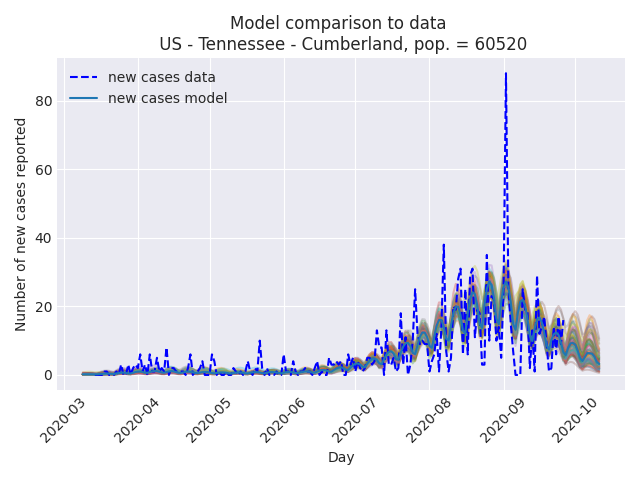 Model comparison to data
US - Tennessee - Cumberland, pop. = 60520
new cases data
new cases model
Number of new cases reported
80
60
40
20
0
2020-03
2020-04
2020-05
2020-06
2020-07
2020-08
2020-09
2020-10
Day